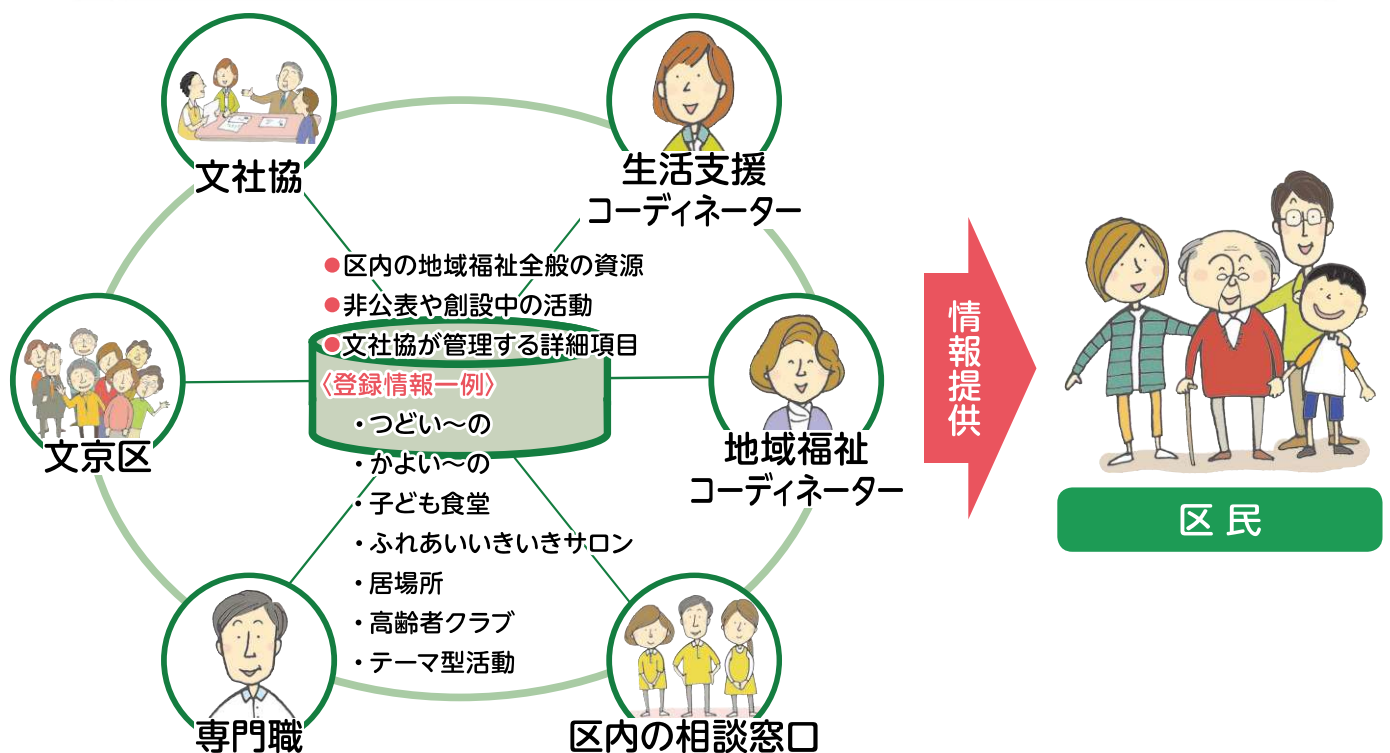 文社協
生活支援
コーディネーター
●区内の地域福祉全般の資源
●非公表や創設中の活動
●文社協が管理する詳細項目
〈登録情報一例〉
・つどい〜の
・かよい〜の
・子ども食堂
・ふれあいいきいきサロン
・居場所
・高齢者クラブ
・テーマ型活動
文京区
地域福祉
コーディネーター
専門職
区内の相談窓口
情報提供
区民